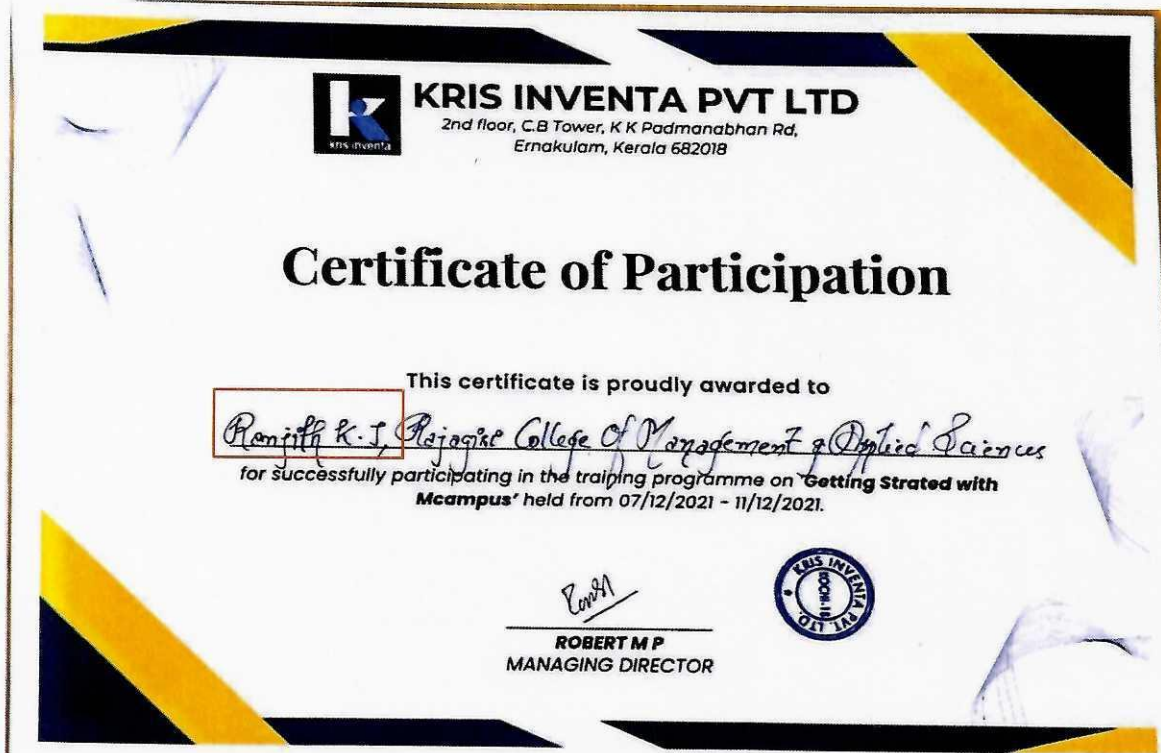 KRIS INVENTA PVT LTD
2nd floor, C.B Tower, K K Padmanabhan Rd,
Ernakulam, Kerala 682018
kris inventa
Certificate of Participation
This certificate is proudly awarded to
Ranjith K.J, Rajagiri College Of Management & Applied Sciences
for successfully participating in the training programme on 'Getting Strated with
Mcampus' held from 07/12/2021 - 11/12/2021.
KRIS INVENTA PVT. LTD.
KOCHI-18
ROBERT M P
MANAGING DIRECTOR